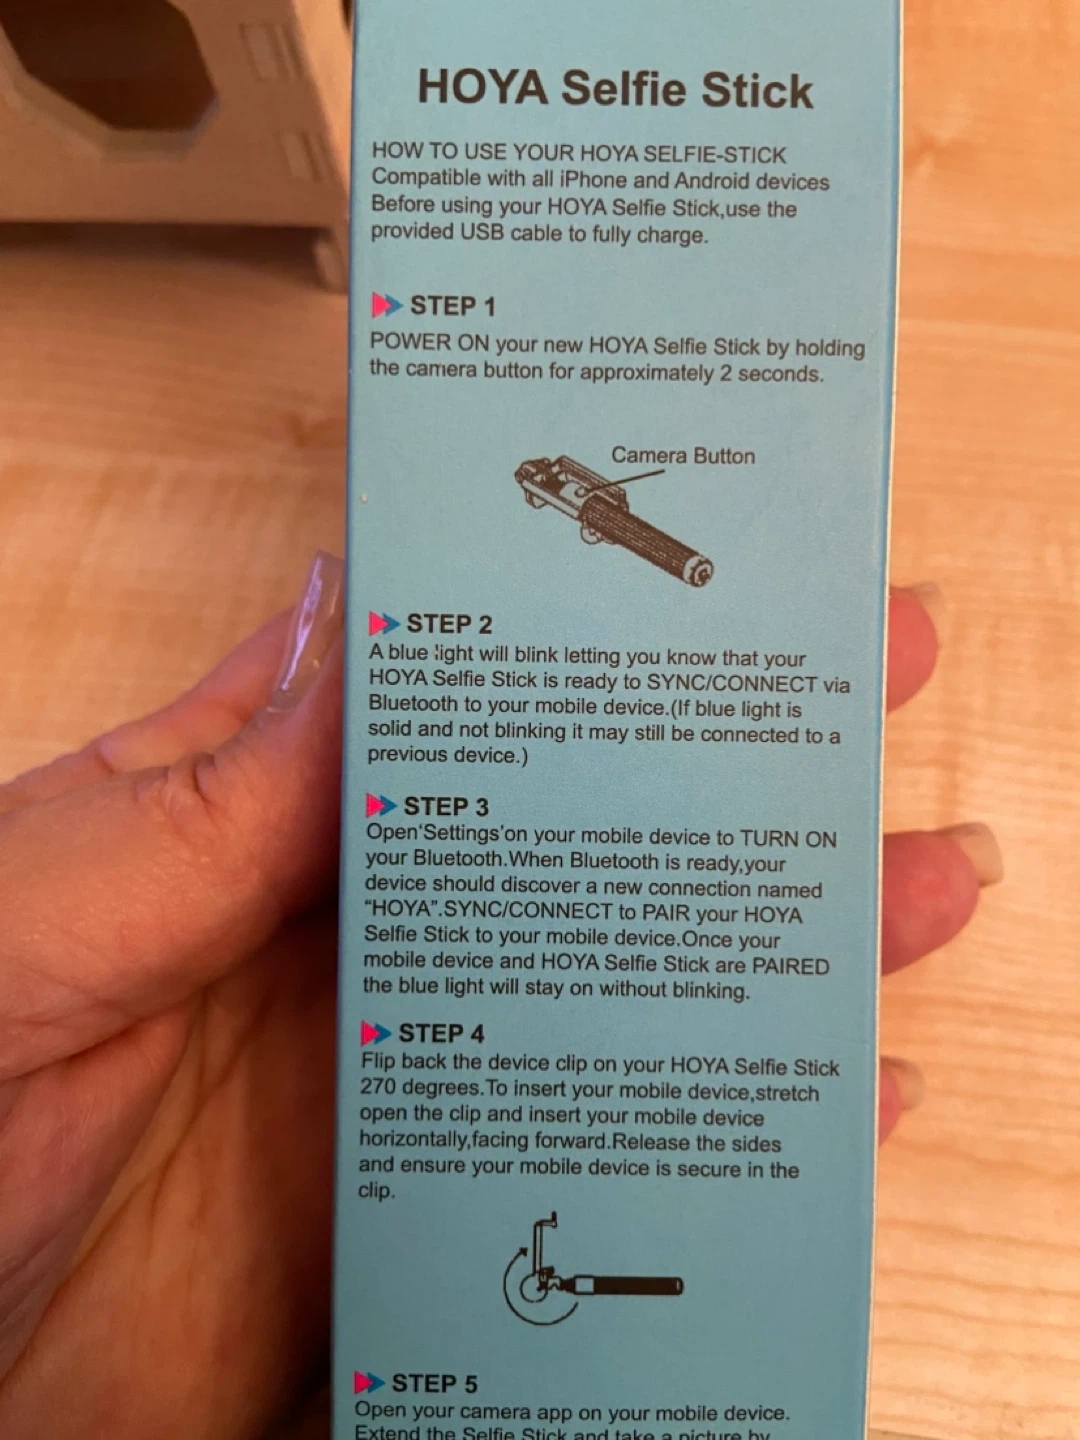 HOYA Selfie Stick
HOW TO USE YOUR HOYA SELFIE-STICK
Compatible with all iPhone and Android devices
Before using your HOYA Selfie Stick,use the
provided USB cable to fully charge.
STEP 1
POWER ON your new HOYA Selfie Stick by holding
the camera button for approximately 2 seconds.
Camera Button
STEP 2
A blue light will blink letting you know that your
HOYA Selfie Stick is ready to SYNC/CONNECT via
Bluetooth to your mobile device.(If blue light is
solid and not blinking it may still be connected to a
previous device.)
STEP 3
Open‘Settings’on your mobile device to TURN ON
your Bluetooth.When Bluetooth is ready,your
device should discover a new connection named
“HOYA”.SYNC/CONNECT to PAIR your HOYA
Selfie Stick to your mobile device.Once your
mobile device and HOYA Selfie Stick are PAIRED
the blue light will stay on without blinking.
STEP 4
Flip back the device clip on your HOYA Selfie Stick
270 degrees.To insert your mobile device,stretch
open the clip and insert your mobile device
horizontally,facing forward.Release the sides
and ensure your mobile device is secure in the
clip.
STEP 5
Open your camera app on your mobile device.
Extend the Selfie Stick and take a picture by